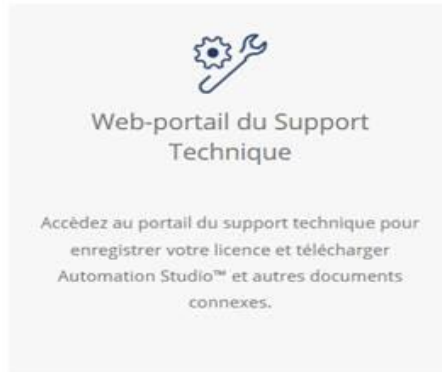 Web-portail du Support
Technique
Accèdez au portail du support technique pour
enregistrer votre licence et télécharger
Automation Studio™ et autres documents
connexes.